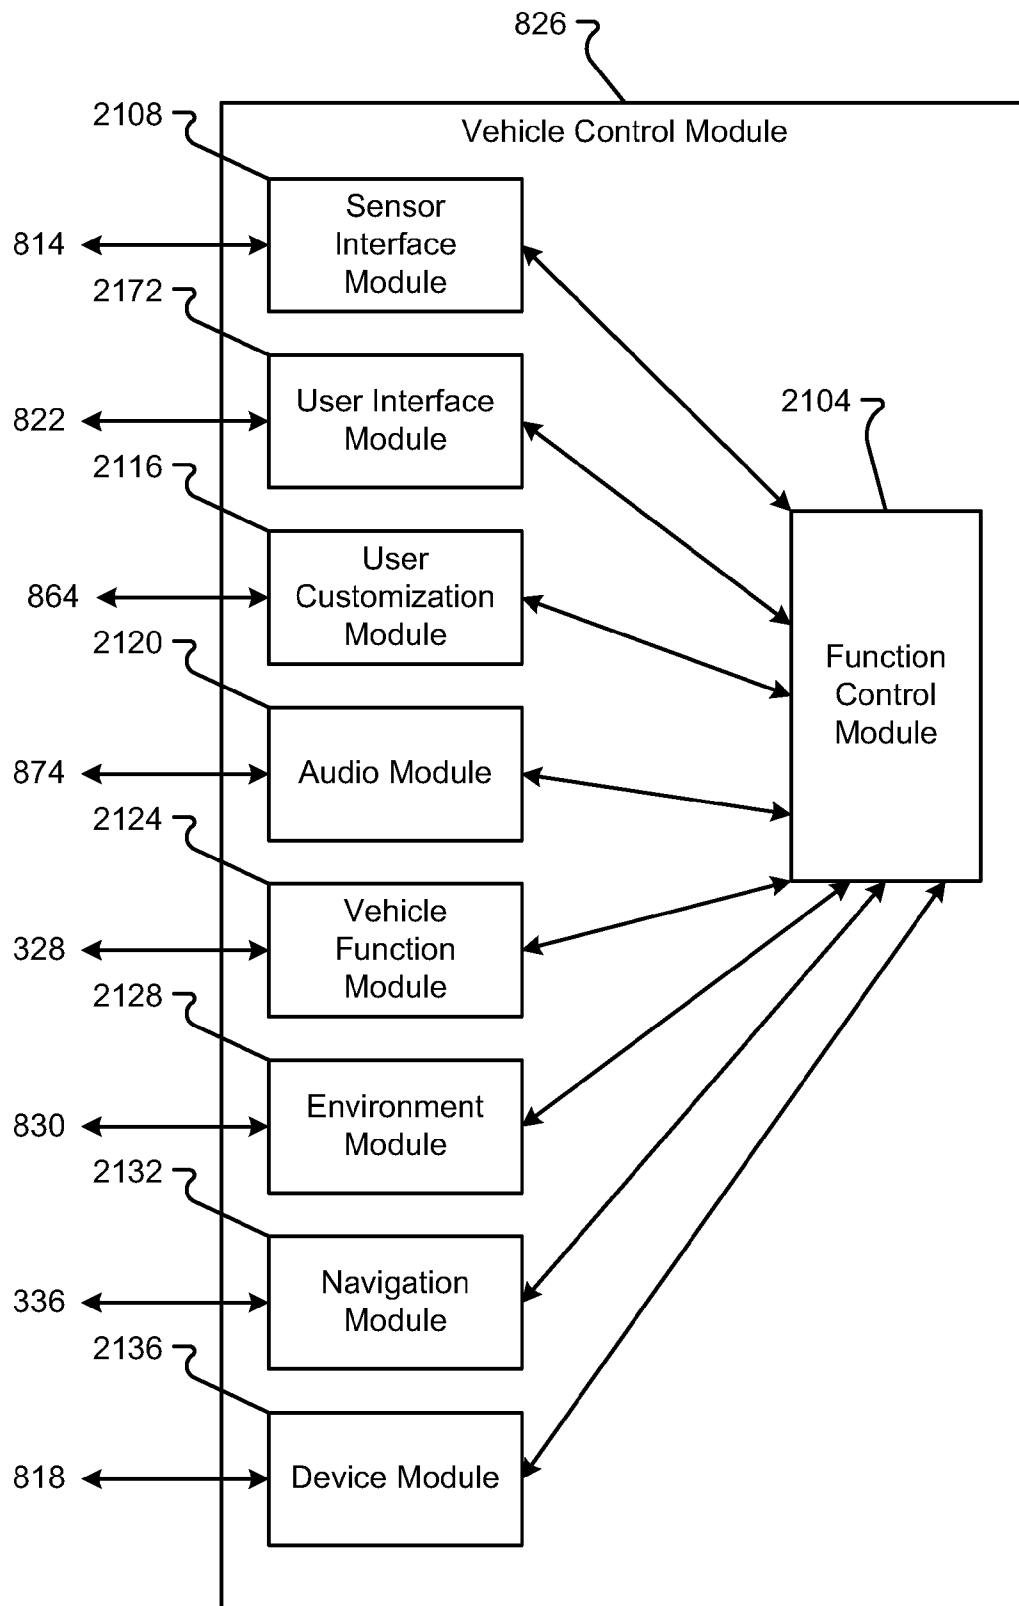 826
Vehicle Control Module
2108
Sensor
Interface
Module
814
2172
User Interface
Module
822
2104
2116
User
Customization
Module
864
Function
Control
Module
2120
Audio Module
874
2124
Vehicle
Function
Module
328
2128
Environment
Module
830
2132
Navigation
Module
336
2136
Device Module
818